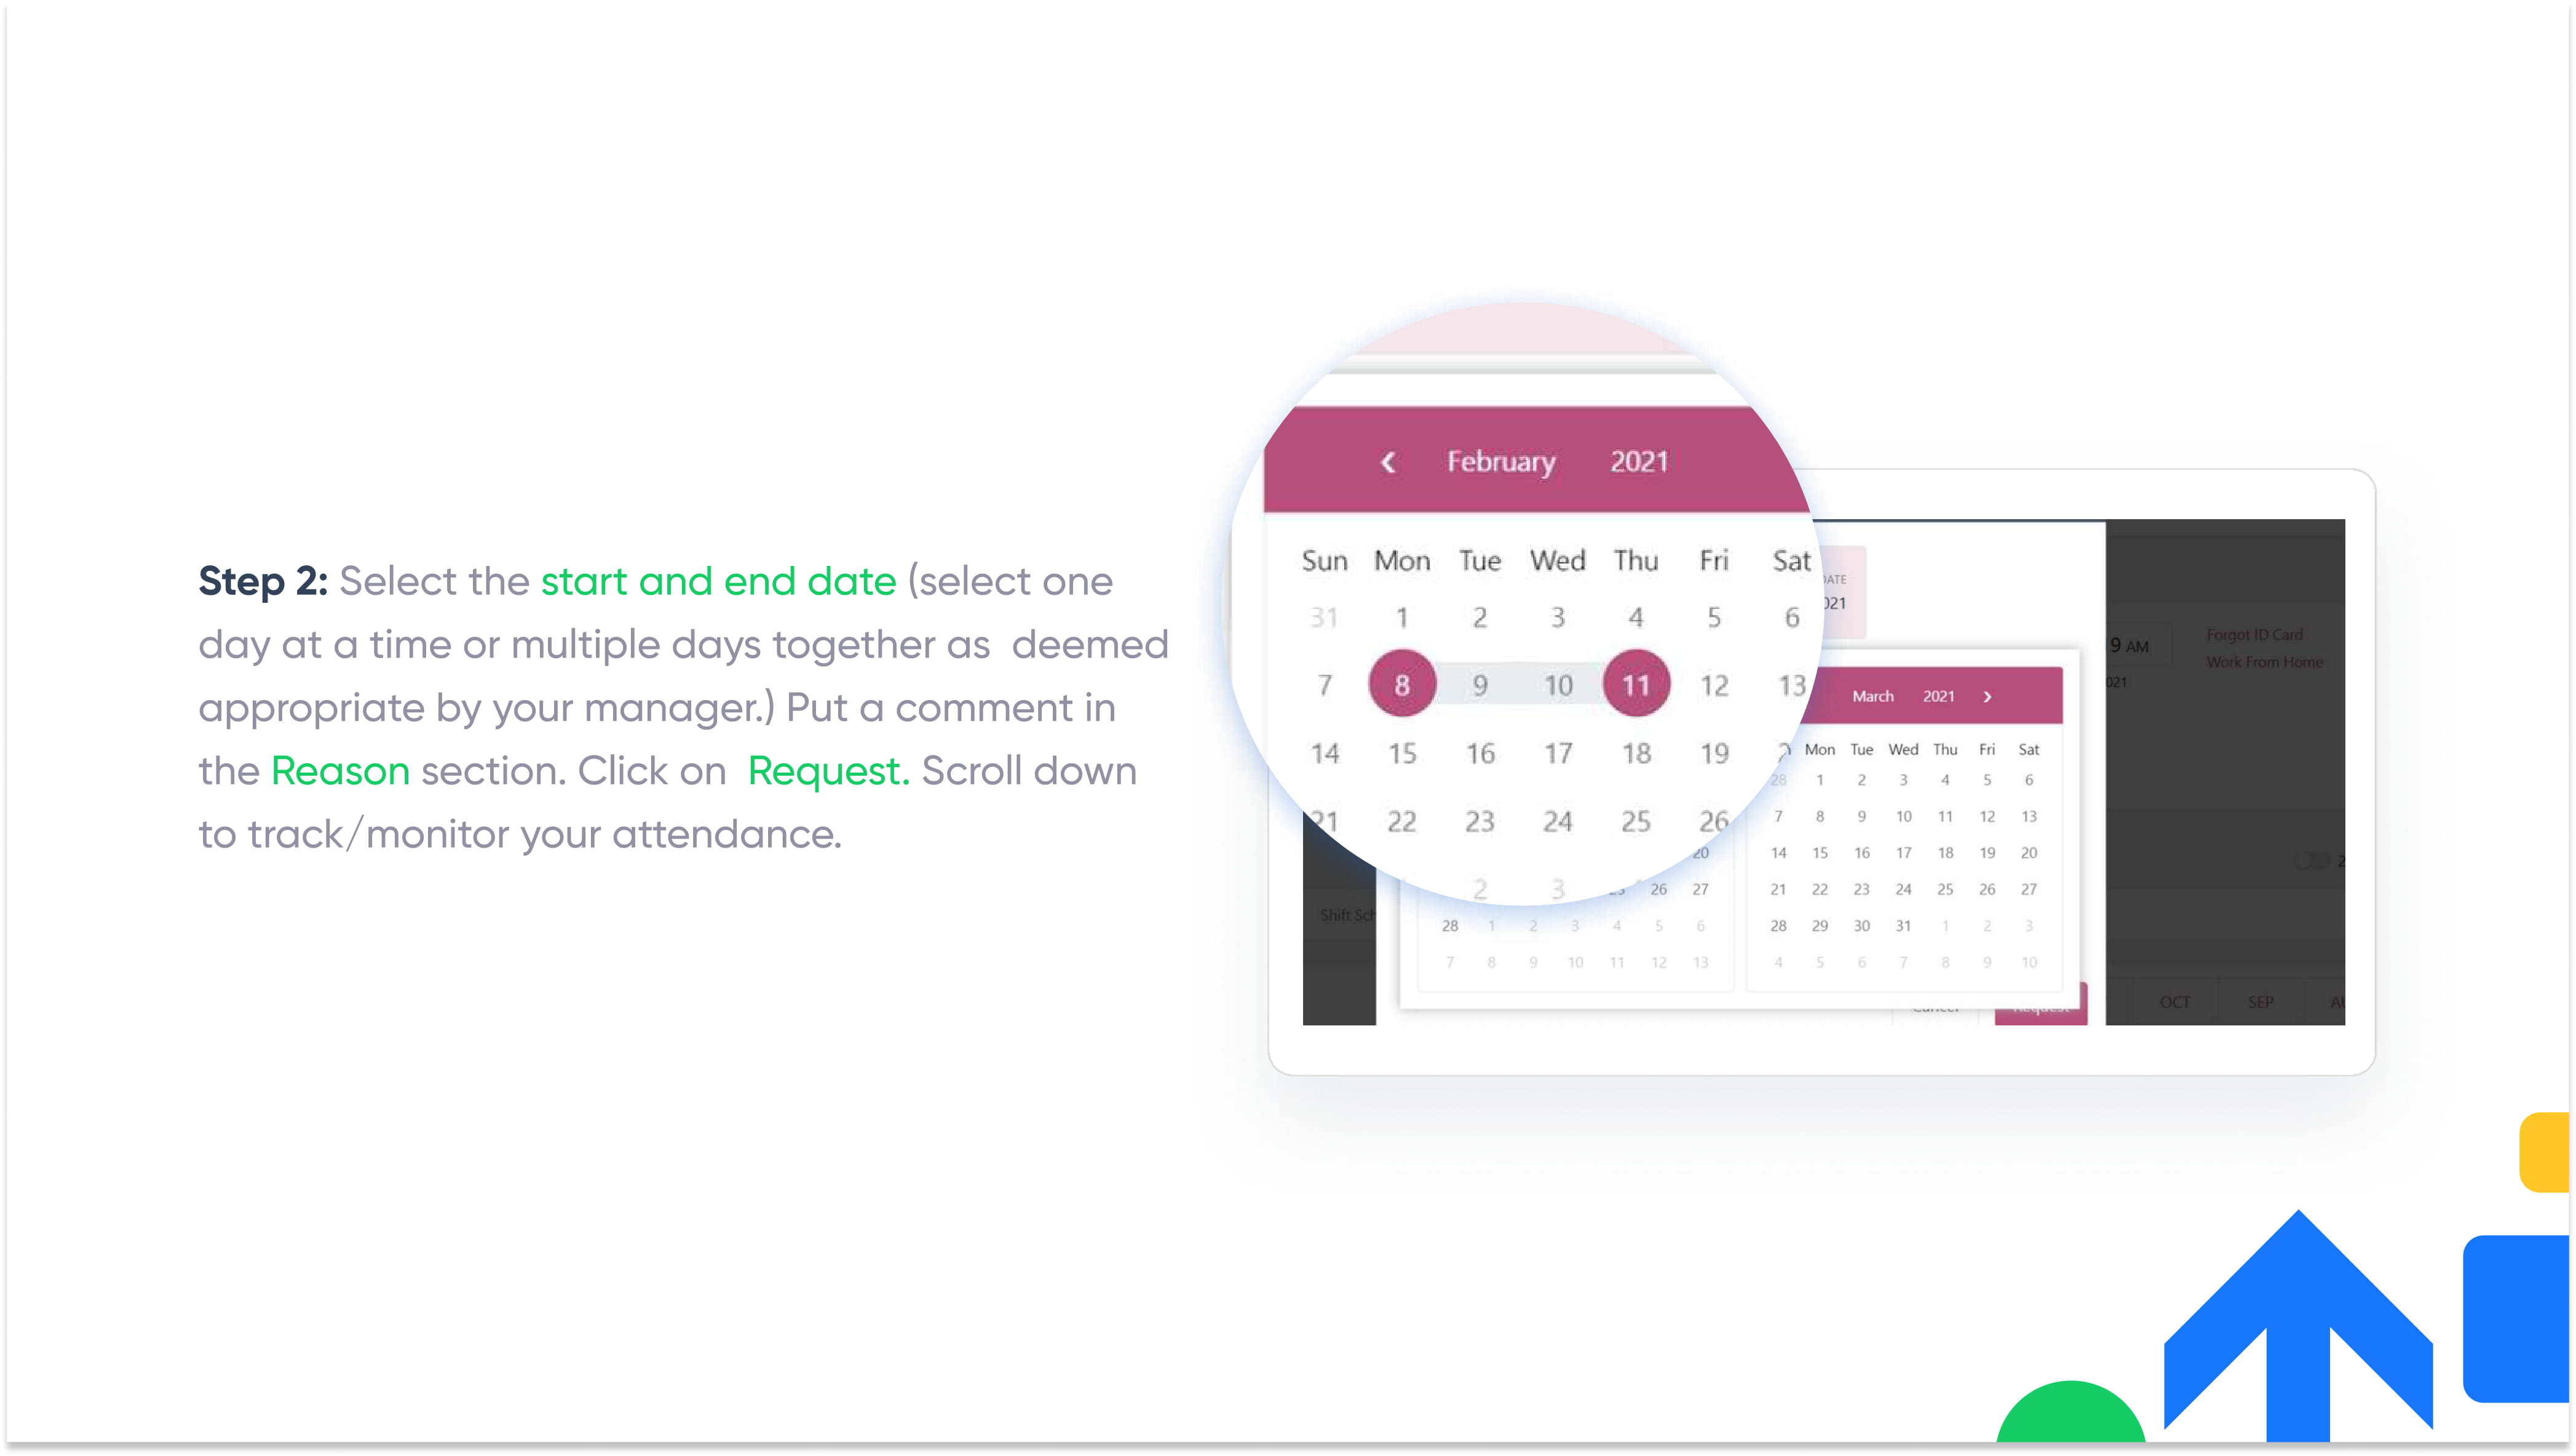 Step 2: Select the start and end date (select one
day at a time or multiple days together as  deemed
appropriate by your manager.) Put a comment in
the Reason section. Click on  Request. Scroll down
to track/monitor your attendance.
February 2021
Sun Mon Tue Wed Thu Fri Sat
31 1 2 3 4 5 6
7 8 9 10 11 12 13
14 15 16 17 18 19
21 22 23 24 25 26
2 3
20
26 27
28 1 2 3 4 5 6
7 8 9 10 11 12 13
March 2021
Mon Tue Wed Thu Fri Sat
28 1 2 3 4 5 6
7 8 9 10 11 12 13
14 15 16 17 18 19 20
21 22 23 24 25 26 27
28 29 30 31 1 2 3
4 5 6 7 8 9 10
Cancel Request
9 AM
Forgot ID Card
Work From Home
021
Shift Sch
OCT SEP